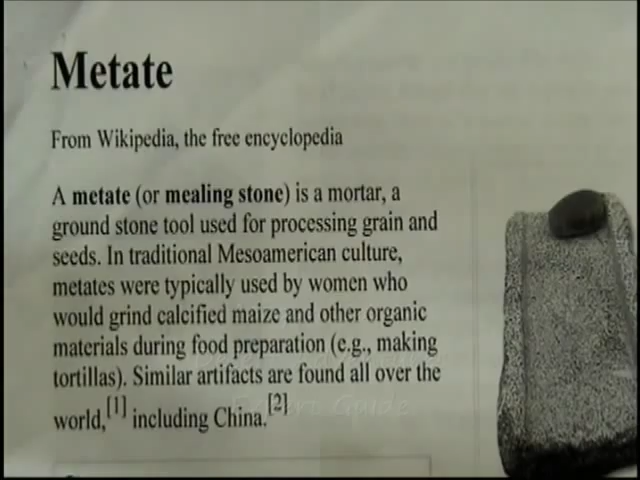 Metate
From Wikipedia, the free encyclopedia
A metate (or mealing stone) is a mortar, a
ground stone tool used for processing grain and
seeds. In traditional Mesoamerican culture,
metates were typically used by women who
would grind calcified maize and other organic
materials during food preparation (e.g., making
tortillas). Similar artifacts are found all over the
world,[1] including China.[2]
Desert Guide